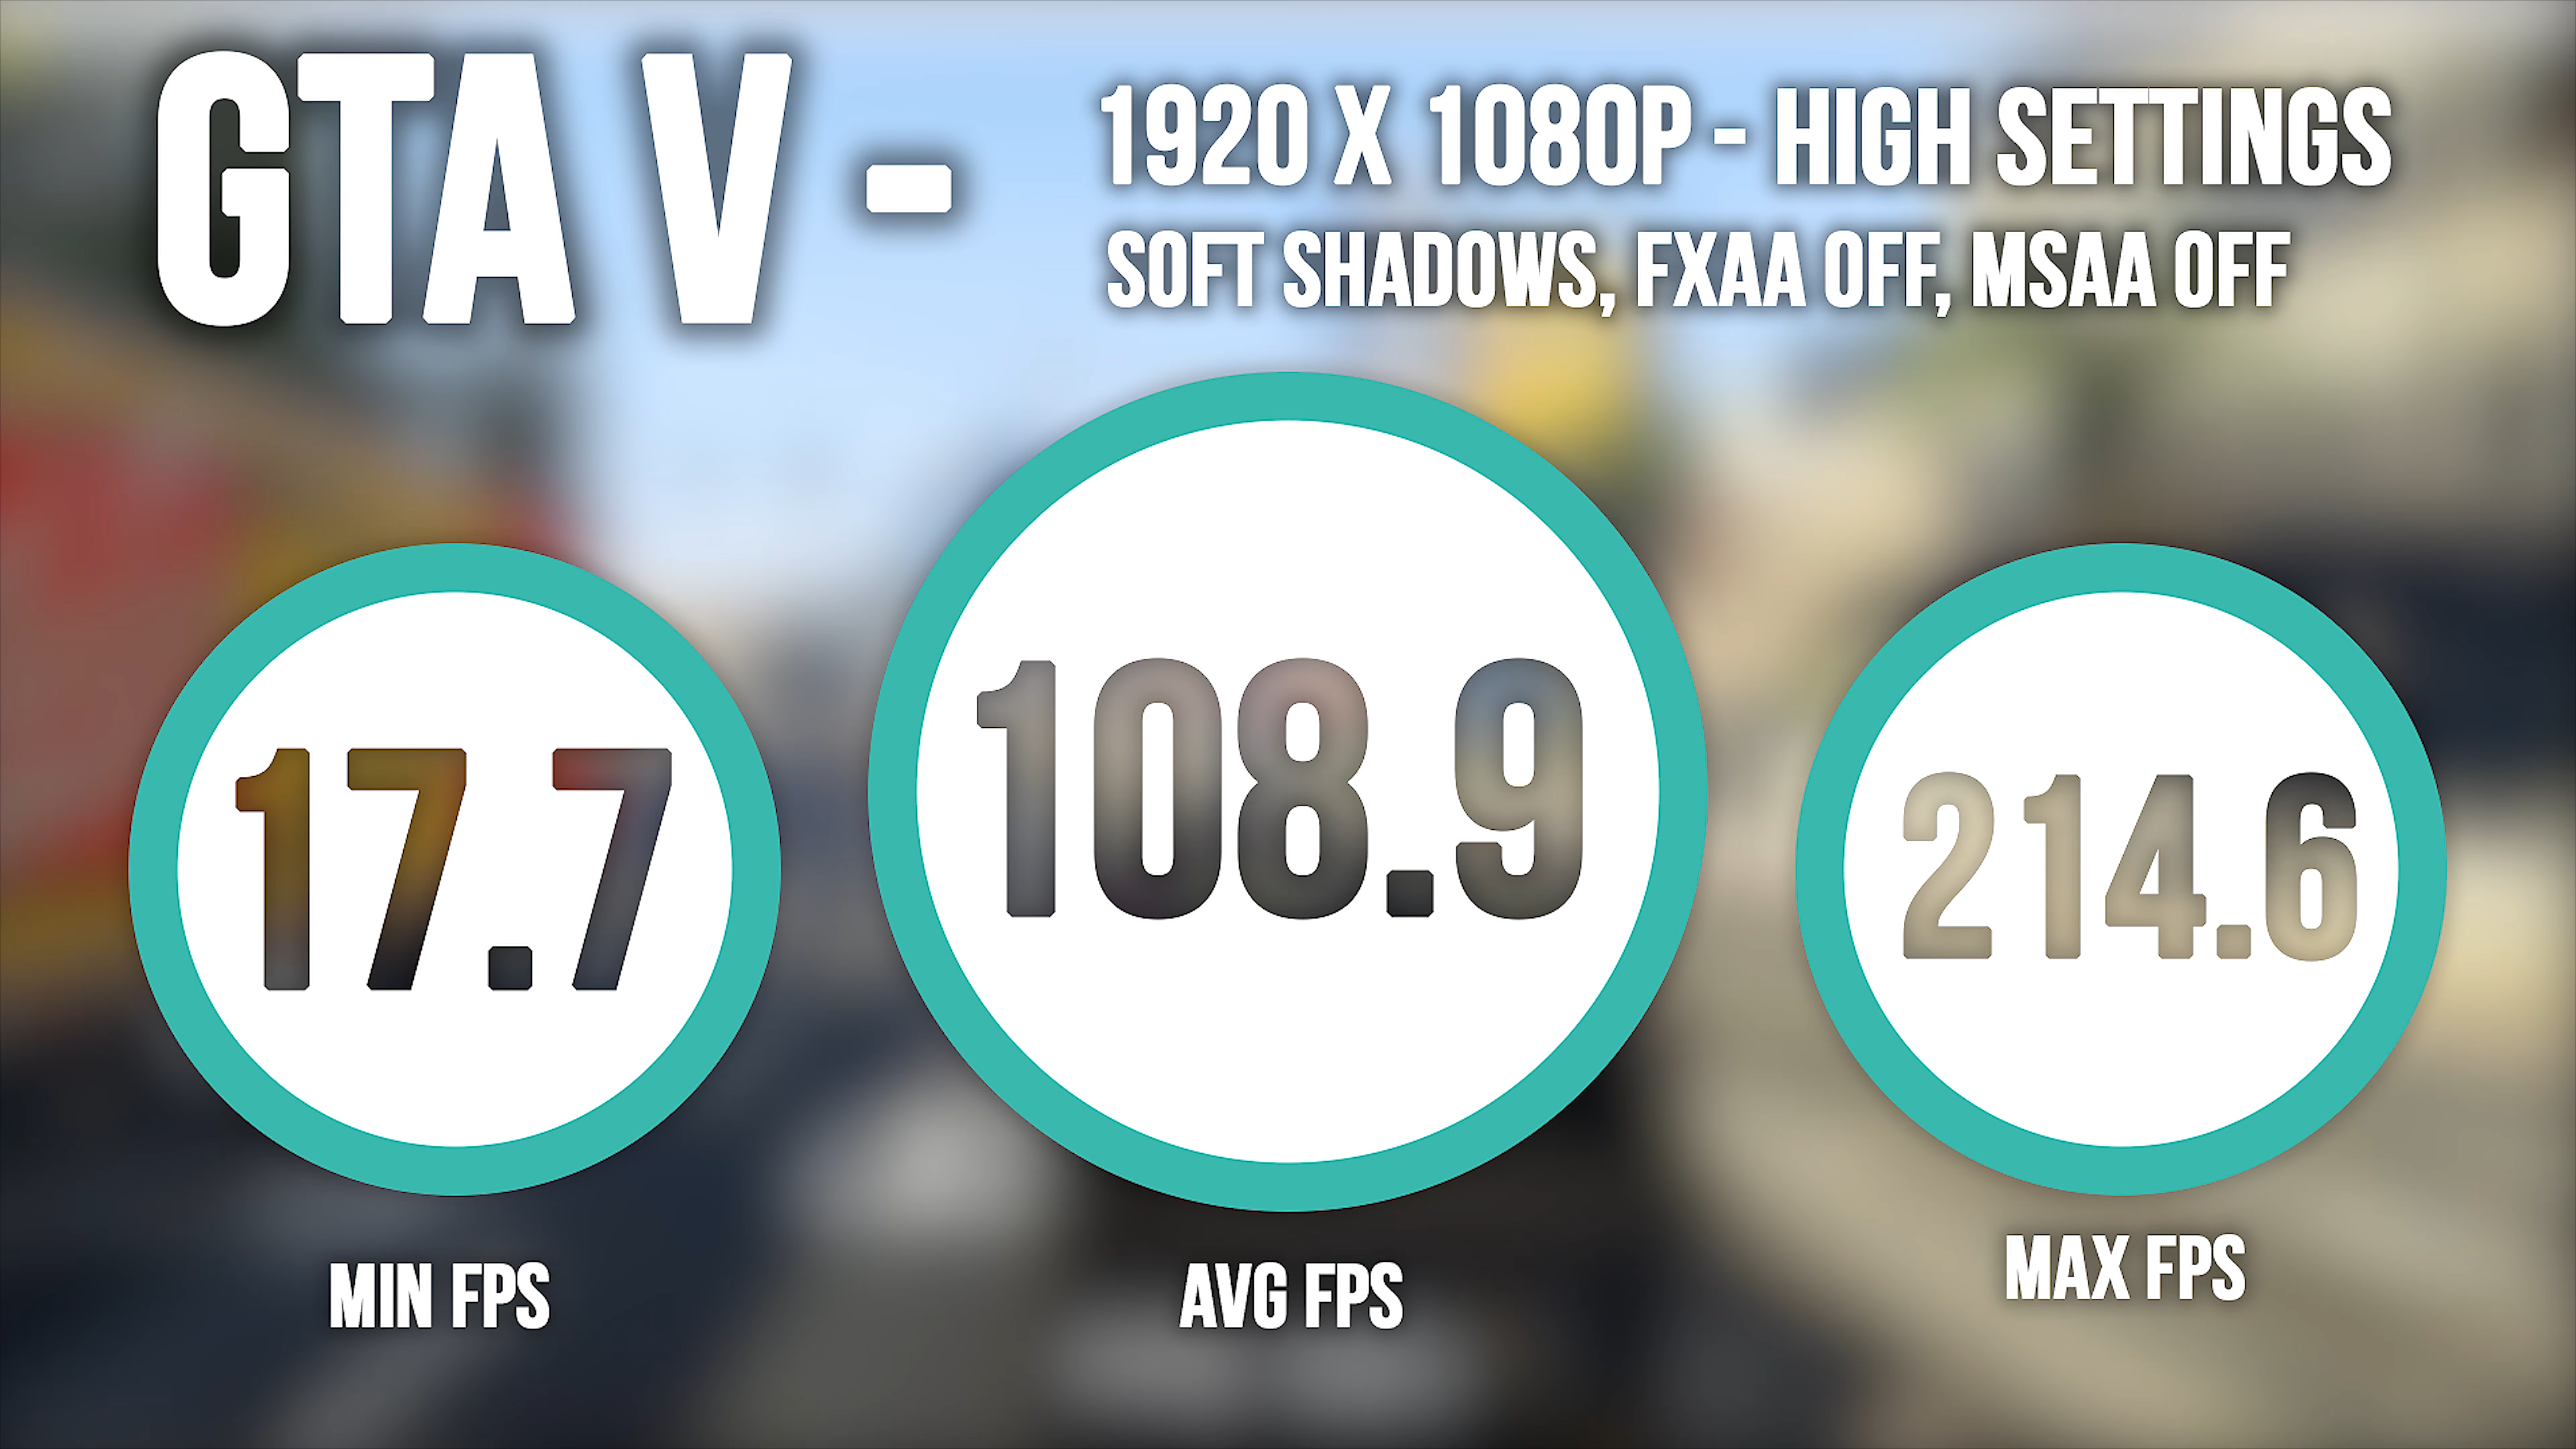 GTA V -
1920 X 1080P - HIGH SETTINGS
SOFT SHADOWS, FXAA OFF, MSAA OFF
17.7
108.9
214.6
MIN FPS
AVG FPS
MAX FPS